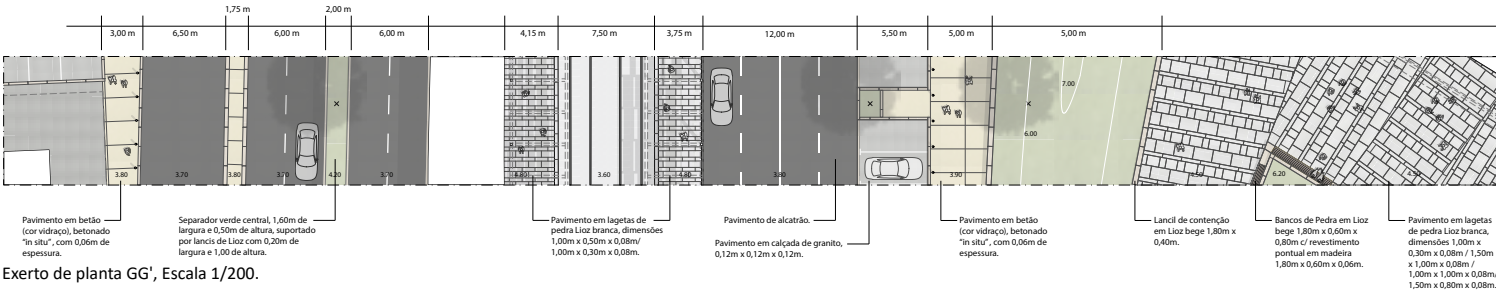 1,75 m 2,00 m
3,00 m 6,50 m 6,00 m 6,00 m 4,15 m 7,50 m 3,75 m 12,00 m 5,50 m 5,00 m 5,00 m
7.00
6.00
3.80 3.70 3.80 3.70 4.20 3.70 3.80 3.60 4.80 3.80 3.90 4.50 6.20 4.50
Pavimento em betão
(cor vidraço), betonado
"in situ", com 0,06m de
espessura.
Separador verde central, 1,60m de
largura e 0,50m de altura, suportado
por lancis de Lioz com 0,20m de
largura e 1,00 de altura.
Pavimento em lagetas de
pedra Lioz branca, dimensões
1,00m x 0,50m x 0,08m/
1,00m x 0,30m x 0,08m.
Pavimento de alcatrão.
Pavimento em calçada de granito,
0,12m x 0,12m x 0,12m.
Pavimento em betão
(cor vidraço), betonado
"in situ", com 0,06m de
espessura.
Lancil de contenção
em Lioz bege 1,80m x
0,40m.
Bancos de Pedra em Lioz
bege 1,80m x 0,60m x
0,80m c/ revestimento
pontual em madeira
1,80m x 0,60m x 0,06m.
Pavimento em lagetas
de pedra Lioz branca,
dimensões 1,00m x
0,30m x 0,08m / 1,50m
x 1,00m x 0,08m /
1,00m x 1,00m x 0,08m/
1,50m x 0,80m x 0,08m.
Exerto de planta GG', Escala 1/200.